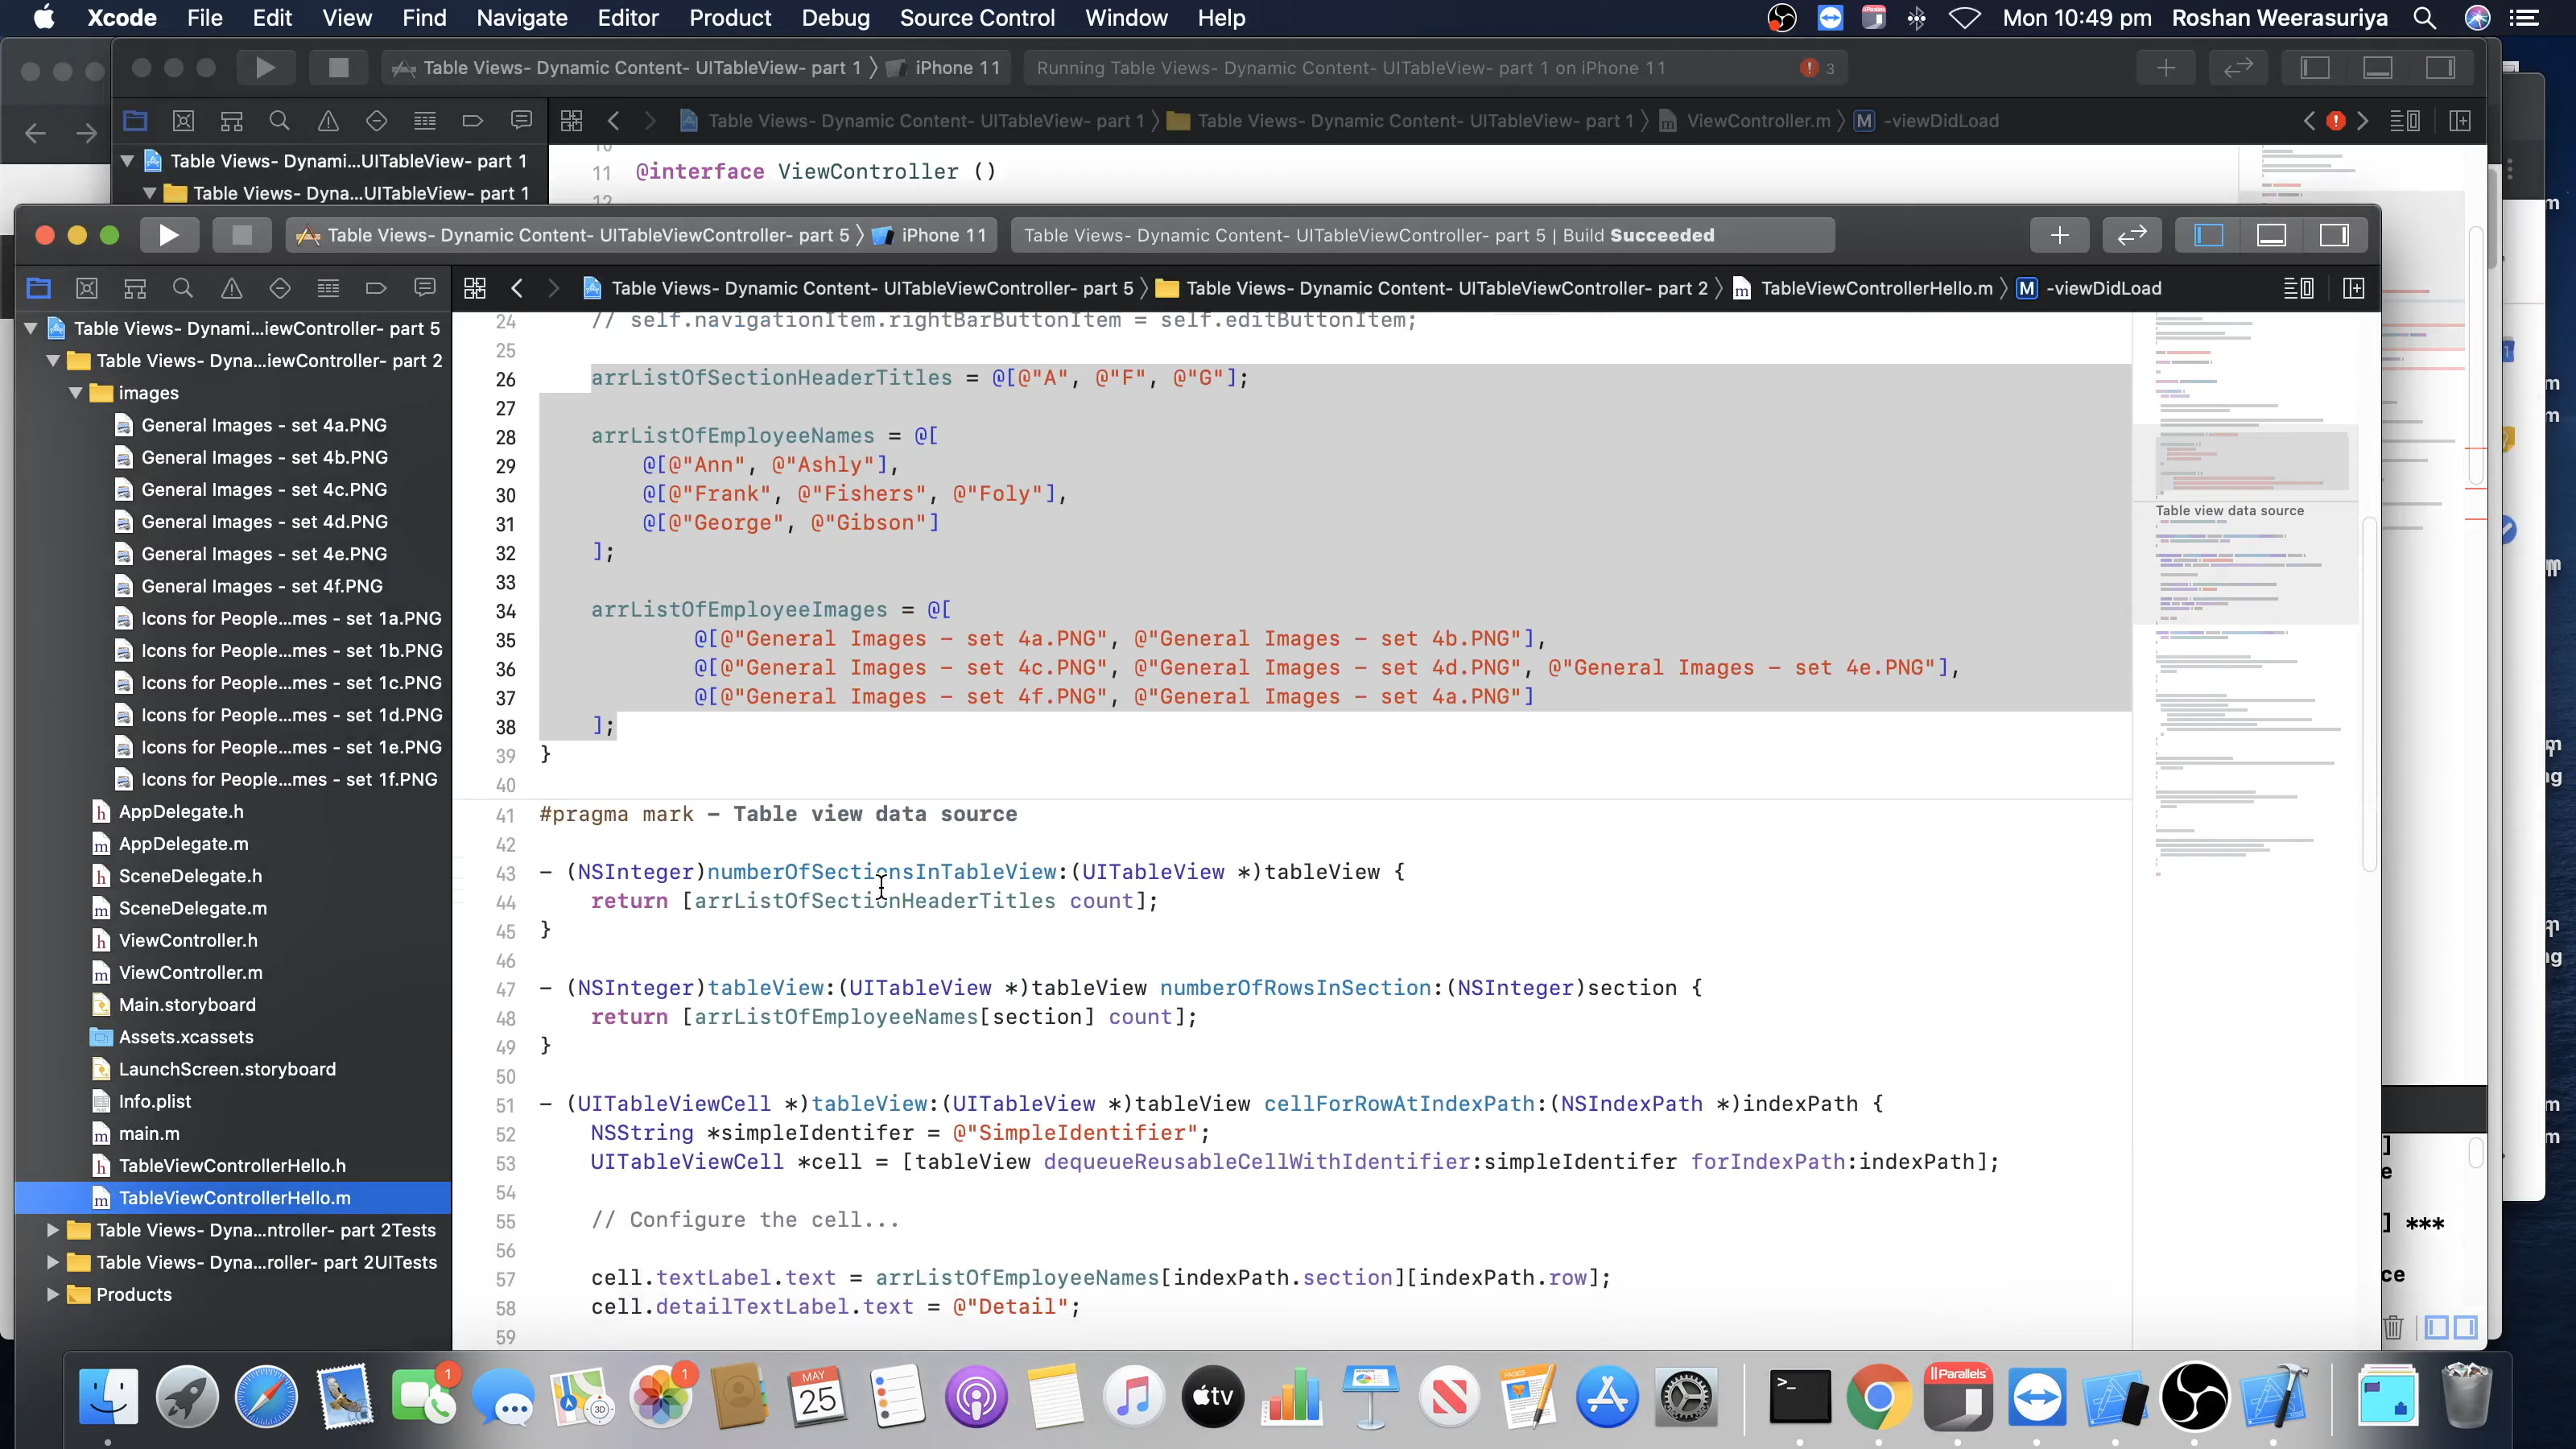 Xcode File Edit View Find Navigate Editor Product Debug Source Control Window Help Mon 10:49 pm Roshan Weerasuriya
Table Views- Dynamic Content- UITableView- part 1 iPhone 11 Running Table Views- Dynamic Content- UITableView- part 1 on iPhone 11 3
Table Views- Dynamic Content- UITableView- part 1 Table Views- Dynamic Content- UITableView- part 1 ViewController.m M -viewDidLoad
Table Views- Dynami...UITableView- part 1
Table Views- Dyna...UITableView- part 1
11 @interface ViewController ()
12
Table Views- Dynamic Content- UITableViewController- part 5 iPhone 11 Table Views- Dynamic Content- UITableViewController- part 5 | Build Succeeded
Table Views- Dynamic Content- UITableViewController- part 5 Table Views- Dynamic Content- UITableViewController- part 2 TableViewControllerHello.m M -viewDidLoad
Table Views- Dynami...iewController- part 5
Table Views- Dyna...iewController- part 2
images
General Images - set 4a.PNG
General Images - set 4b.PNG
General Images - set 4c.PNG
General Images - set 4d.PNG
General Images - set 4e.PNG
General Images - set 4f.PNG
Icons for People...mes - set 1a.PNG
Icons for People...mes - set 1b.PNG
Icons for People...mes - set 1c.PNG
Icons for People...mes - set 1d.PNG
Icons for People...mes - set 1e.PNG
Icons for People...mes - set 1f.PNG
AppDelegate.h
AppDelegate.m
SceneDelegate.h
SceneDelegate.m
ViewController.h
ViewController.m
Main.storyboard
Assets.xcassets
LaunchScreen.storyboard
Info.plist
main.m
TableViewControllerHello.h
TableViewControllerHello.m
Table Views- Dyna...ntroller- part 2Tests
Table Views- Dyna...roller- part 2UITests
Products
24 // self.navigationItem.rightBarButtonItem = self.editButtonItem;
25
26 arrListOfSectionHeaderTitles = @[@"A", @"F", @"G"];
27
28 arrListOfEmployeeNames = @[
29 @[@"Ann", @"Ashly"],
30 @[@"Frank", @"Fishers", @"Foly"],
31 @[@"George", @"Gibson"]
32 ];
33
34 arrListOfEmployeeImages = @[
35 @[@"General Images - set 4a.PNG", @"General Images - set 4b.PNG"],
36 @[@"General Images - set 4c.PNG", @"General Images - set 4d.PNG", @"General Images - set 4e.PNG"],
37 @[@"General Images - set 4f.PNG", @"General Images - set 4a.PNG"]
38 ];
39 }
40
41 #pragma mark - Table view data source
42
43 - (NSInteger)numberOfSectionsInTableView:(UITableView *)tableView {
44 return [arrListOfSectionHeaderTitles count];
45 }
46
47 - (NSInteger)tableView:(UITableView *)tableView numberOfRowsInSection:(NSInteger)section {
48 return [arrListOfEmployeeNames[section] count];
49 }
50
51 - (UITableViewCell *)tableView:(UITableView *)tableView cellForRowAtIndexPath:(NSIndexPath *)indexPath {
52 NSString *simpleIdentifer = @"SimpleIdentifier";
53 UITableViewCell *cell = [tableView dequeueReusableCellWithIdentifier:simpleIdentifer forIndexPath:indexPath];
54
55 // Configure the cell...
56
57 cell.textLabel.text = arrListOfEmployeeNames[indexPath.section][indexPath.row];
58 cell.detailTextLabel.text = @"Detail";
59
Table view data source
] ***
ce
1 1 MAY 25 3D tv PAGES Parallels